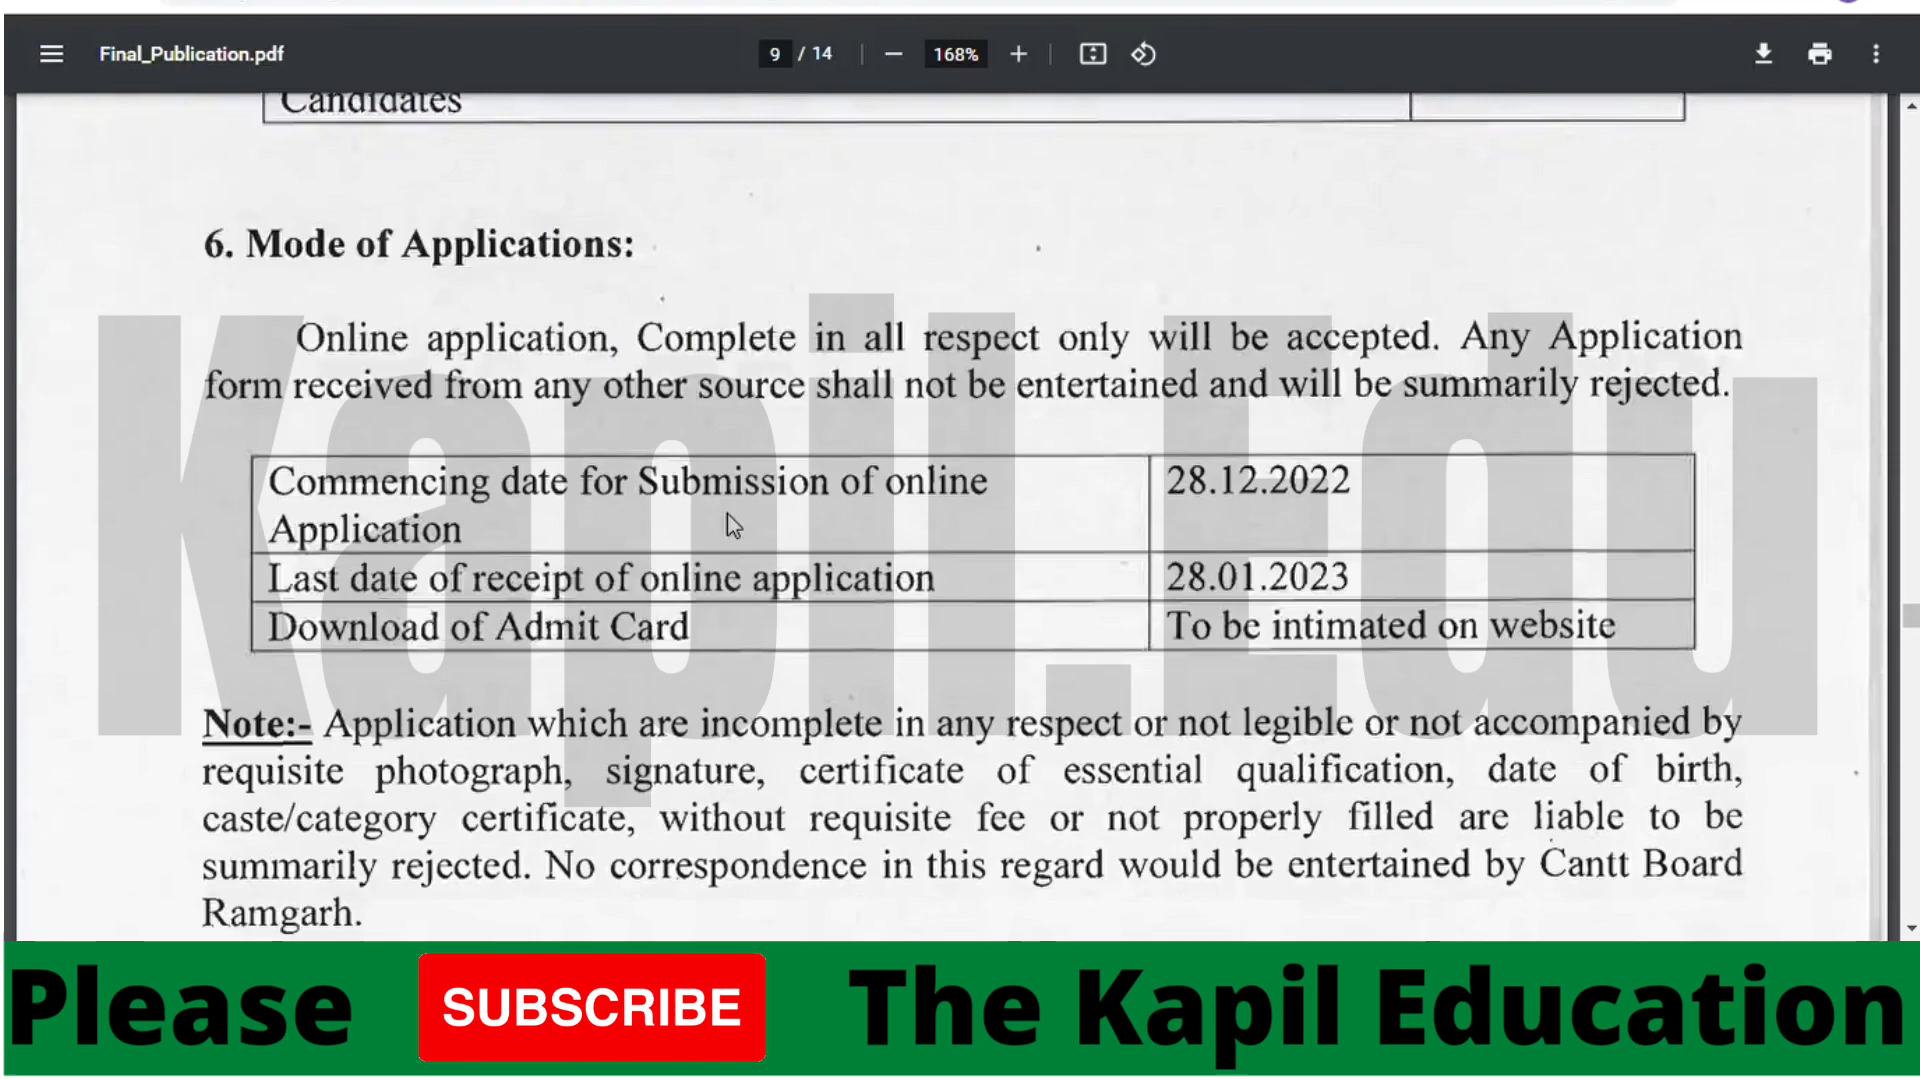 Final_Publication.pdf
9 / 14
168%
Candidates
6. Mode of Applications:
Online application, Complete in all respect only will be accepted. Any Application
form received from any other source shall not be entertained and will be summarily rejected.
Commencing date for Submission of online 28.12.2022
Application
Last date of receipt of online application 28.01.2023
Download of Admit Card To be intimated on website
Kapil.Edu
Note:- Application which are incomplete in any respect or not legible or not accompanied by
requisite photograph, signature, certificate of essential qualification, date of birth,
caste/category certificate, without requisite fee or not properly filled are liable to be
summarily rejected. No correspondence in this regard would be entertained by Cantt Board
Ramgarh.
Please SUBSCRIBE The Kapil Education